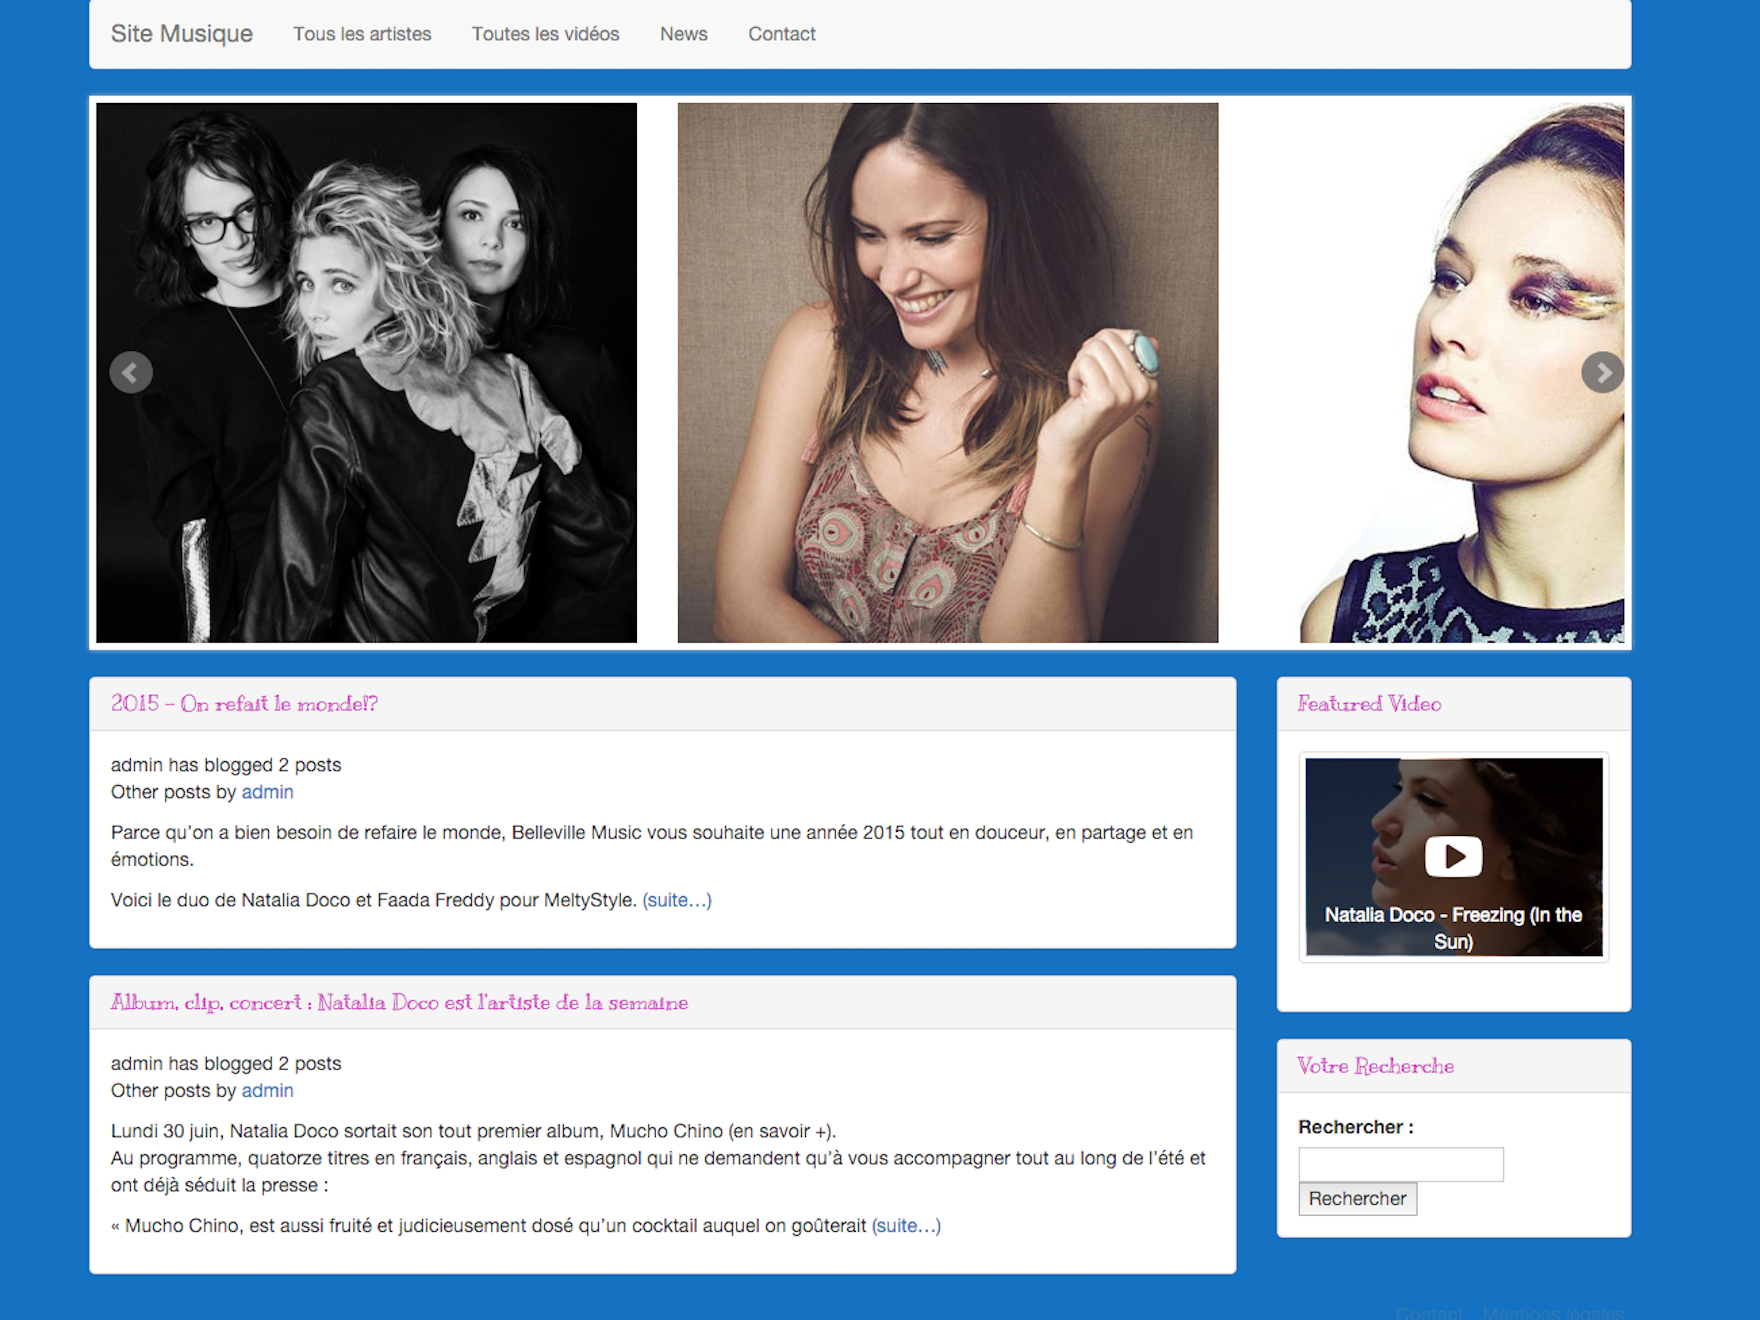 Site Musique Tous les artistes Toutes les vidéos News Contact
2015 – On refait le monde!?
admin has blogged 2 posts
Other posts by admin
Parce qu'on a bien besoin de refaire le monde, Belleville Music vous souhaite une année 2015 tout en douceur, en partage et en
émotions.
Voici le duo de Natalia Doco et Faada Freddy pour MeltyStyle. (suite…)
Album, clip, concert : Natalia Doco est l'artiste de la semaine
admin has blogged 2 posts
Other posts by admin
Lundi 30 juin, Natalia Doco sortait son tout premier album, Mucho Chino (en savoir +).
Au programme, quatorze titres en français, anglais et espagnol qui ne demandent qu'à vous accompagner tout au long de l'été et
ont déjà séduit la presse :
« Mucho Chino, est aussi fruité et judicieusement dosé qu'un cocktail auquel on goûterait (suite…)
Featured Video
Natalia Doco - Freezing (In the
Sun)
Votre Recherche
Rechercher :
Rechercher
Contact Mentions légales